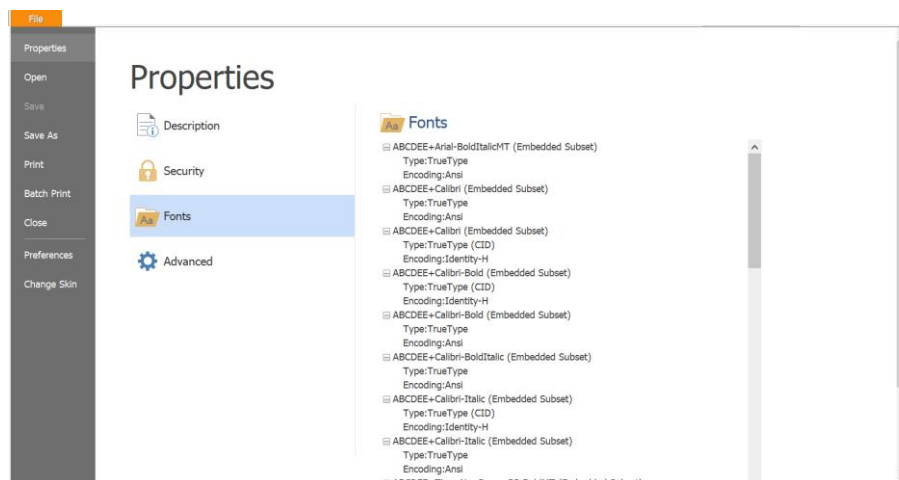 File
Properties
Open
Save
Save As
Print
Batch Print
Close
Preferences
Change Skin
Properties
Description
Security
Fonts
Advanced
Fonts
ABCDEE+Arial-BoldItalicMT (Embedded Subset)
Type:TrueType
Encoding:Ansi
ABCDEE+Calibri (Embedded Subset)
Type:TrueType
Encoding:Ansi
ABCDEE+Calibri (Embedded Subset)
Type:TrueType (CID)
Encoding:Identity-H
ABCDEE+Calibri-Bold (Embedded Subset)
Type:TrueType (CID)
Encoding:Identity-H
ABCDEE+Calibri-Bold (Embedded Subset)
Type:TrueType
Encoding:Ansi
ABCDEE+Calibri-BoldItalic (Embedded Subset)
Type:TrueType
Encoding:Ansi
ABCDEE+Calibri-Italic (Embedded Subset)
Type:TrueType (CID)
Encoding:Identity-H
ABCDEE+Calibri-Italic (Embedded Subset)
Type:TrueType
Encoding:Ansi